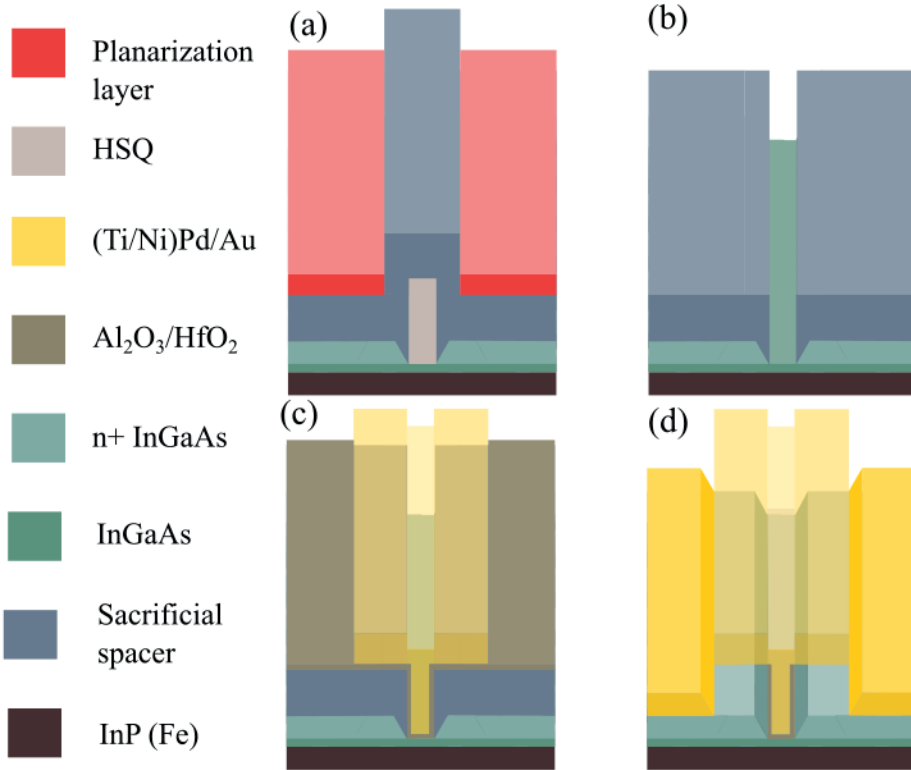 Planarization
layer
HSQ
(Ti/Ni)Pd/Au
Al₂O₃/HfO₂
n+ InGaAs
InGaAs
Sacrificial
spacer
InP (Fe)
(a)
(b)
(c)
(d)